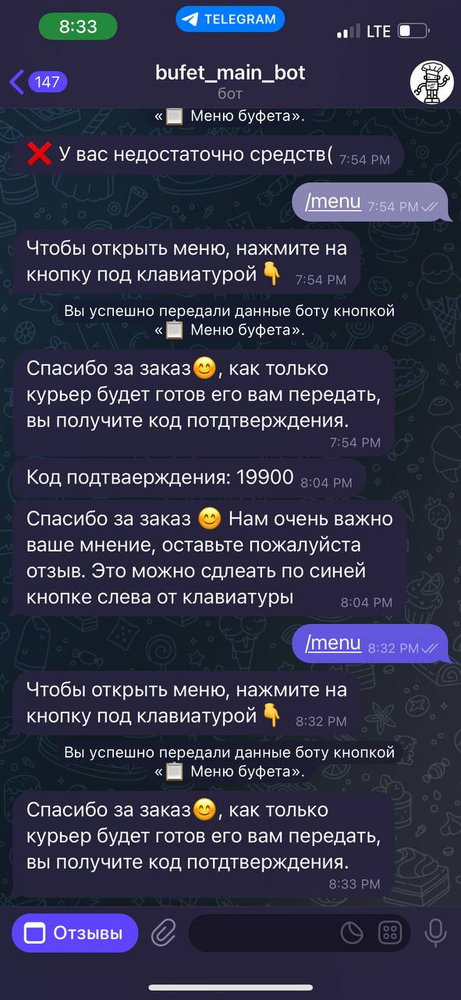 8:33
TELEGRAM
LTE
147
bufet_main_bot
бот
«📋 Меню буфета».
❌ У вас недостаточно средств( 7:54 PM
/menu 7:54 PM
Чтобы открыть меню, нажмите на
кнопку под клавиатурой👇 7:54 PM
Вы успешно передали данные боту кнопкой
«📋 Меню буфета».
Спасибо за заказ😊, как только
курьер будет готов его вам передать,
вы получите код потдтверждения.
7:54 PM
Код подтваерждения: 19900 8:04 PM
Спасибо за заказ 😊 Нам очень важно
ваше мнение, оставьте пожалуйста
отзыв. Это можно сдлеать по синей
кнопке слева от клавиатуры 8:04 PM
/menu 8:32 PM
Чтобы открыть меню, нажмите на
кнопку под клавиатурой👇 8:32 PM
Вы успешно передали данные боту кнопкой
«📋 Меню буфета».
Спасибо за заказ😊, как только
курьер будет готов его вам передать,
вы получите код потдтверждения.
8:33 PM
Отзывы